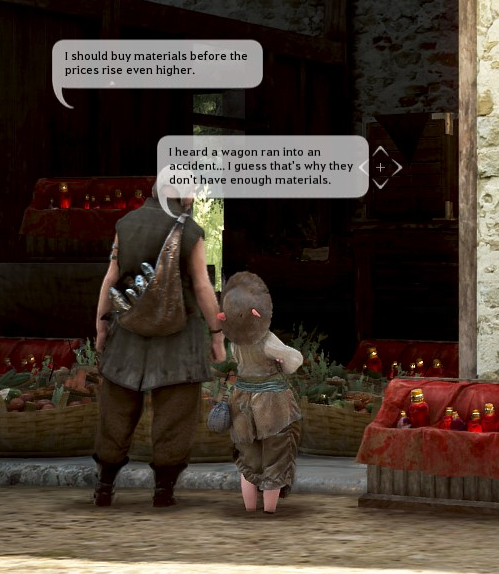 I should buy materials before the
prices rise even higher.
I heard a wagon ran into an
accident... I guess that's why they
don't have enough materials.